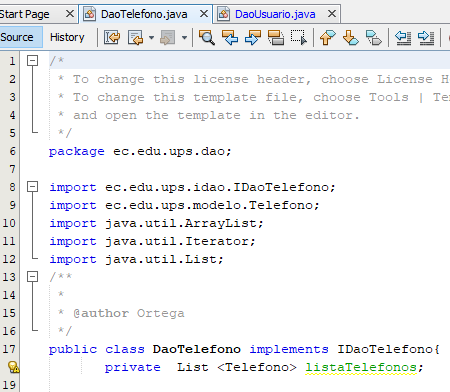 Start Page DaoTelefono.java DaoUsuario.java
Source History
1 /*
2 * To change this license header, choose License H
3 * To change this template file, choose Tools | Te
4 * and open the template in the editor.
5 */
6 package ec.edu.ups.dao;
7
8 import ec.edu.ups.idao.IDaoTelefono;
9 import ec.edu.ups.modelo.Telefono;
10 import java.util.ArrayList;
11 import java.util.Iterator;
12 import java.util.List;
13 /**
14 *
15 * @author Ortega
16 */
17 public class DaoTelefono implements IDaoTelefono{
private List <Telefono> listaTelefonos;
19